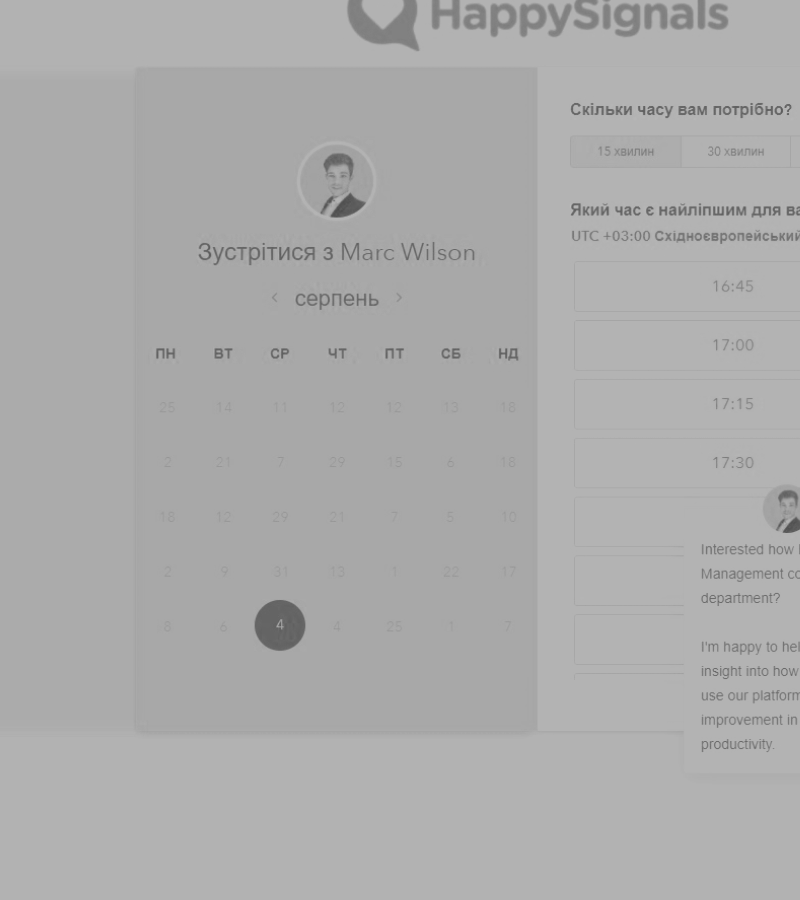 HappySignals
Зустрітися з Marc Wilson
серпень
ПН ВТ СР ЧТ ПТ СБ НД
25 14 11 12 12 13 18
2 21 7 29 15 6 18
18 12 29 21 7 5 10
2 9 31 13 1 22 17
8 6 4 4 25 1 7
Скільки часу вам потрібно?
15 хвилин 30 хвилин
Який час є найліпшим для ва
UTC +03:00 Східноєвропейський
16:45
17:00
17:15
17:30
Interested how
Management co
department?
I'm happy to hel
insight into how
use our platform
improvement in
productivity.